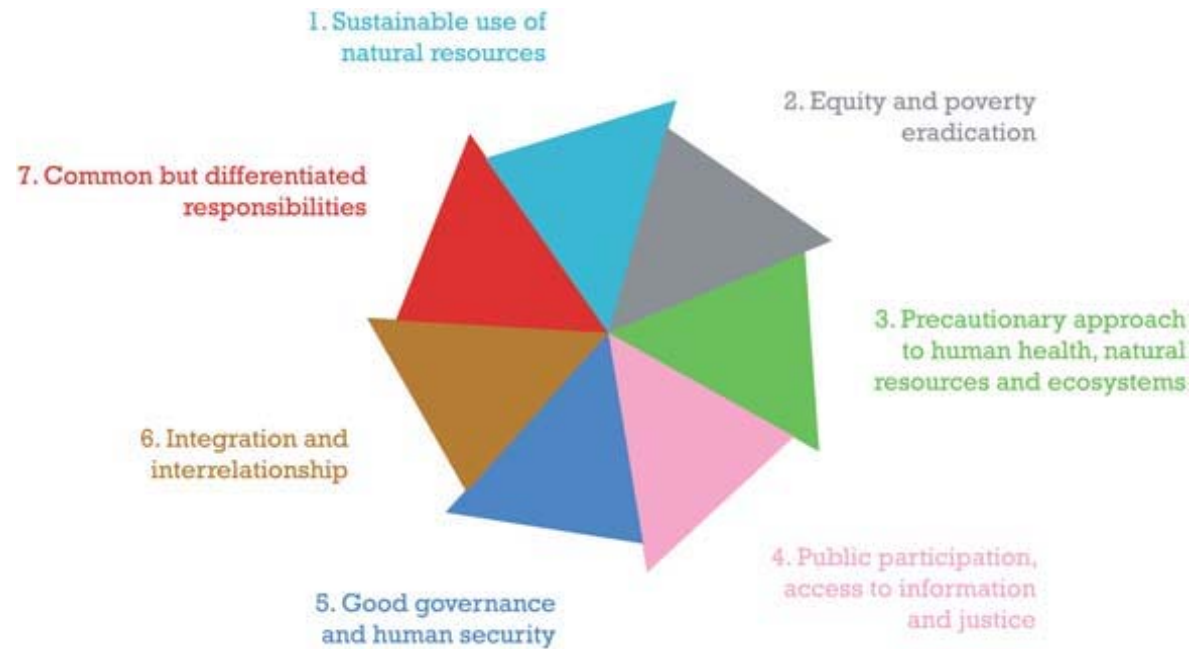 1. Sustainable use of
natural resources
2. Equity and poverty
eradication
3. Precautionary approach
to human health, natural
resources and ecosystems
4. Public participation,
access to information
and justice
5. Good governance
and human security
6. Integration and
interrelationship
7. Common but differentiated
responsibilities